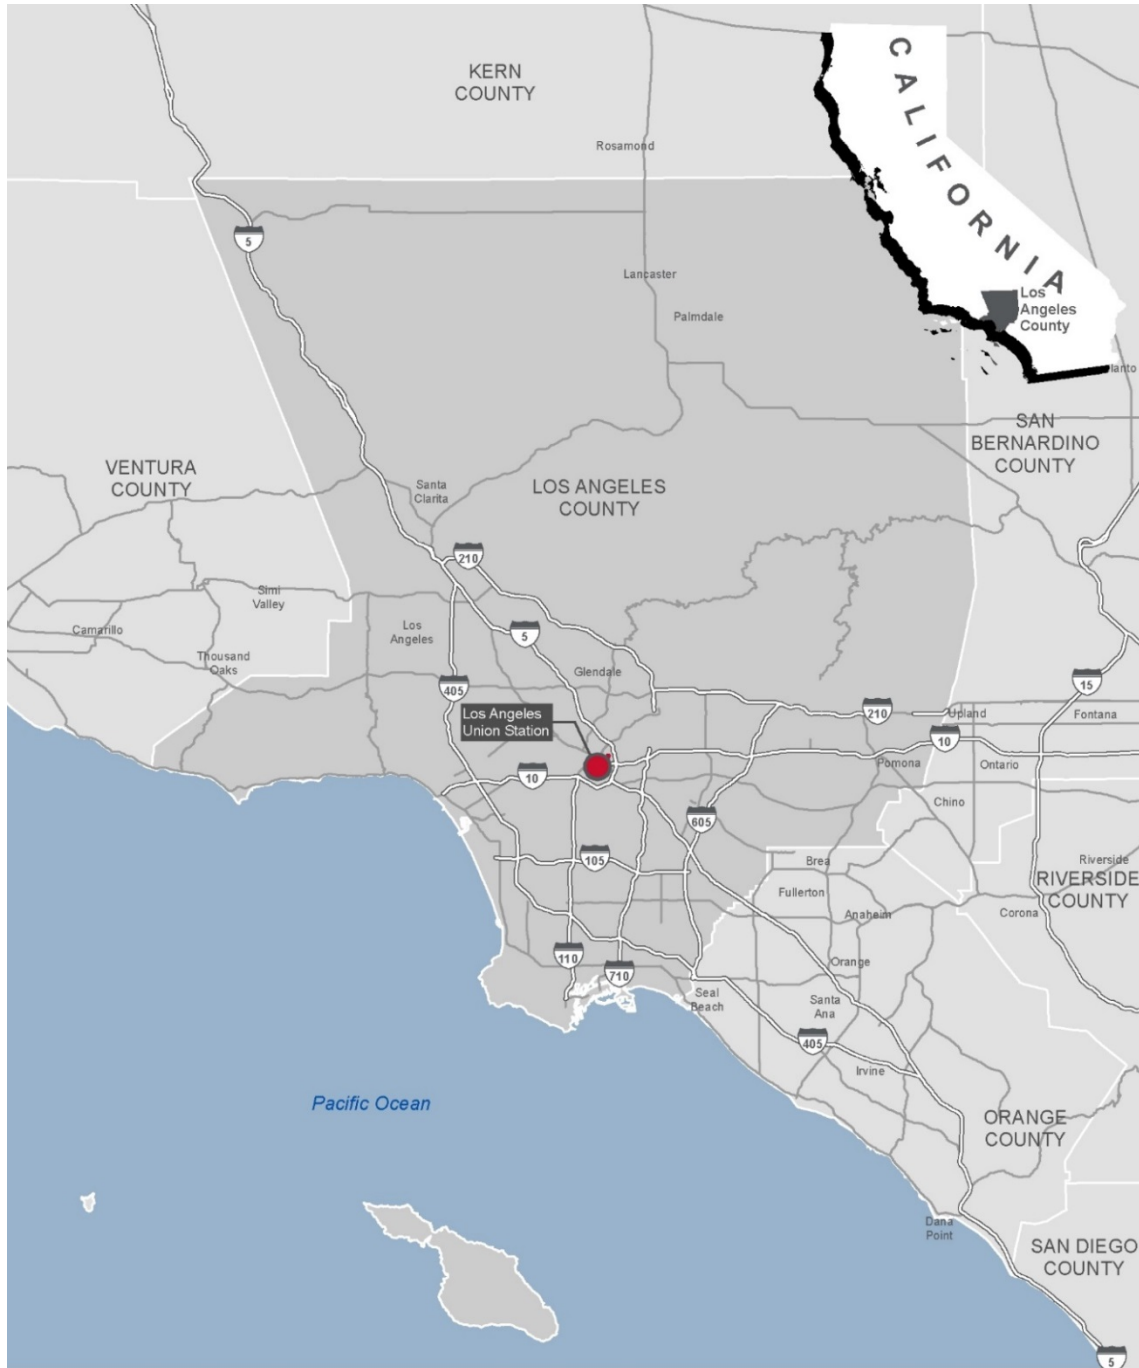 KERN
COUNTY
CALIFORNIA
Rosamond
5
Lancaster
Palmdale
Los
Angeles
County
SAN
BERNARDINO
COUNTY
VENTURA
COUNTY
Santa
Clarita
LOS ANGELES
COUNTY
210
Simi
Valley
Camarillo
Los
Angeles
5
Thousand
Oaks
Glendale
405
15
Los Angeles
Union Station
210
Upland
Fontana
10
Pomona
Ontario
10
Chino
605
105
Brea
Riverside
RIVERSIDE
COUNTY
Fullerton
Anaheim
Corona
110
710
Orange
Seal
Beach
Santa
Ana
405
Irvine
Pacific Ocean
ORANGE
COUNTY
Dana
Point
SAN DIEGO
COUNTY
5